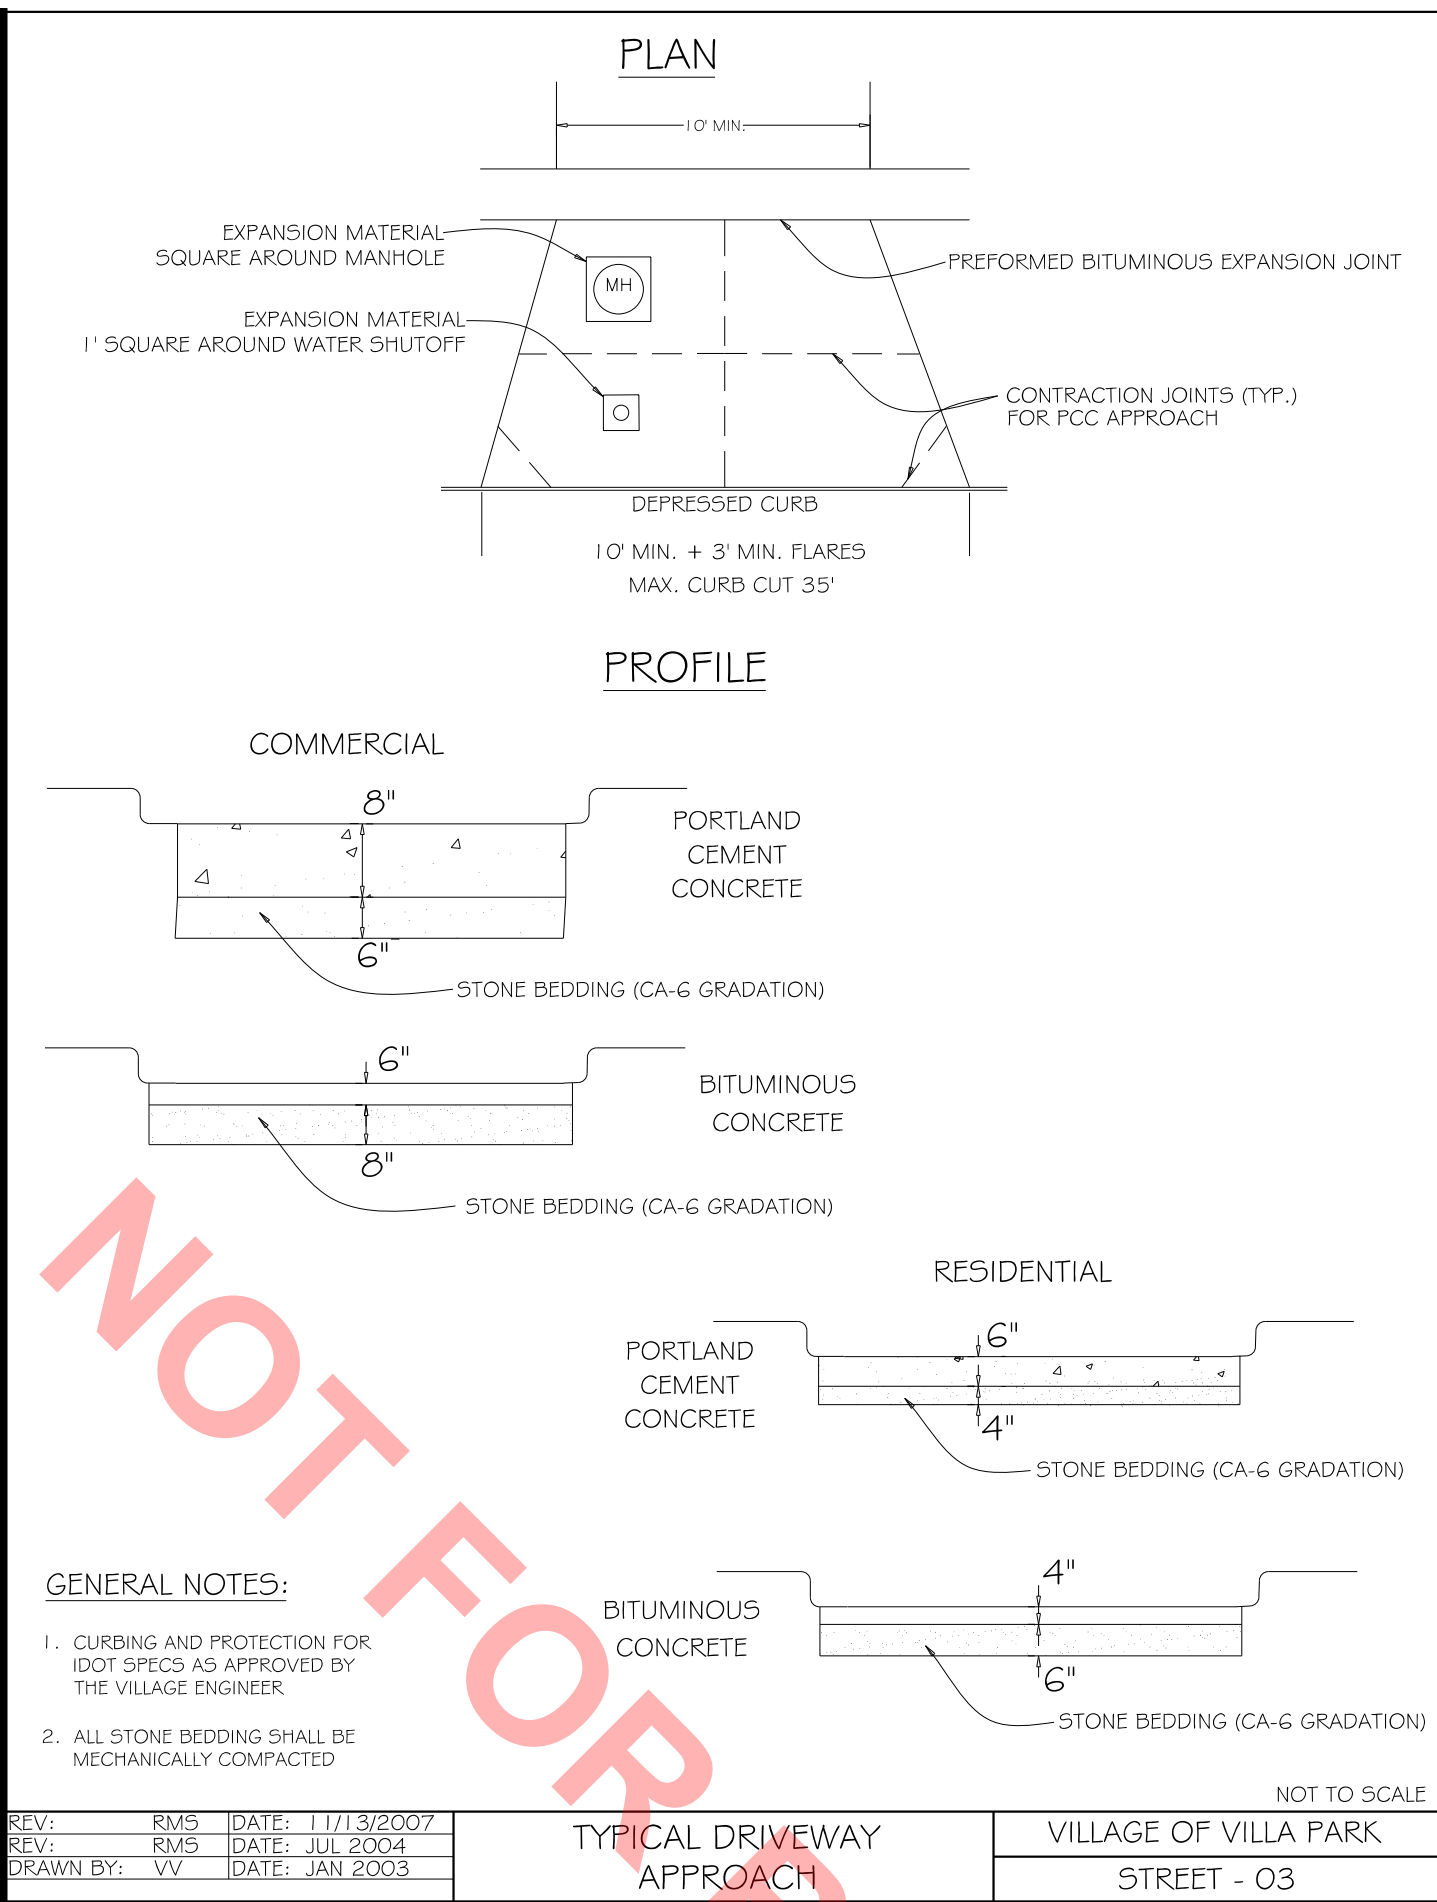 PLAN
10' MIN.
EXPANSION MATERIAL
SQUARE AROUND MANHOLE
MH
PREFORMED BITUMINOUS EXPANSION JOINT
EXPANSION MATERIAL
1' SQUARE AROUND WATER SHUTOFF
CONTRACTION JOINTS (TYP.)
FOR PCC APPROACH
DEPRESSED CURB
10' MIN. + 3' MIN. FLARES
MAX. CURB CUT 35'
PROFILE
COMMERCIAL
8"
PORTLAND
CEMENT
CONCRETE
6"
STONE BEDDING (CA-6 GRADATION)
6"
BITUMINOUS
CONCRETE
8"
STONE BEDDING (CA-6 GRADATION)
RESIDENTIAL
6"
PORTLAND
CEMENT
CONCRETE
4"
STONE BEDDING (CA-6 GRADATION)
4"
BITUMINOUS
CONCRETE
6"
STONE BEDDING (CA-6 GRADATION)
GENERAL NOTES:
1. CURBING AND PROTECTION FOR
IDOT SPECS AS APPROVED BY
THE VILLAGE ENGINEER
2. ALL STONE BEDDING SHALL BE
MECHANICALLY COMPACTED
NOT TO SCALE
REV: RMS DATE: 11/13/2007
REV: RMS DATE: JUL 2004
DRAWN BY: VV DATE: JAN 2003
TYPICAL DRIVEWAY
APPROACH
VILLAGE OF VILLA PARK
STREET - 03
NOT FOR